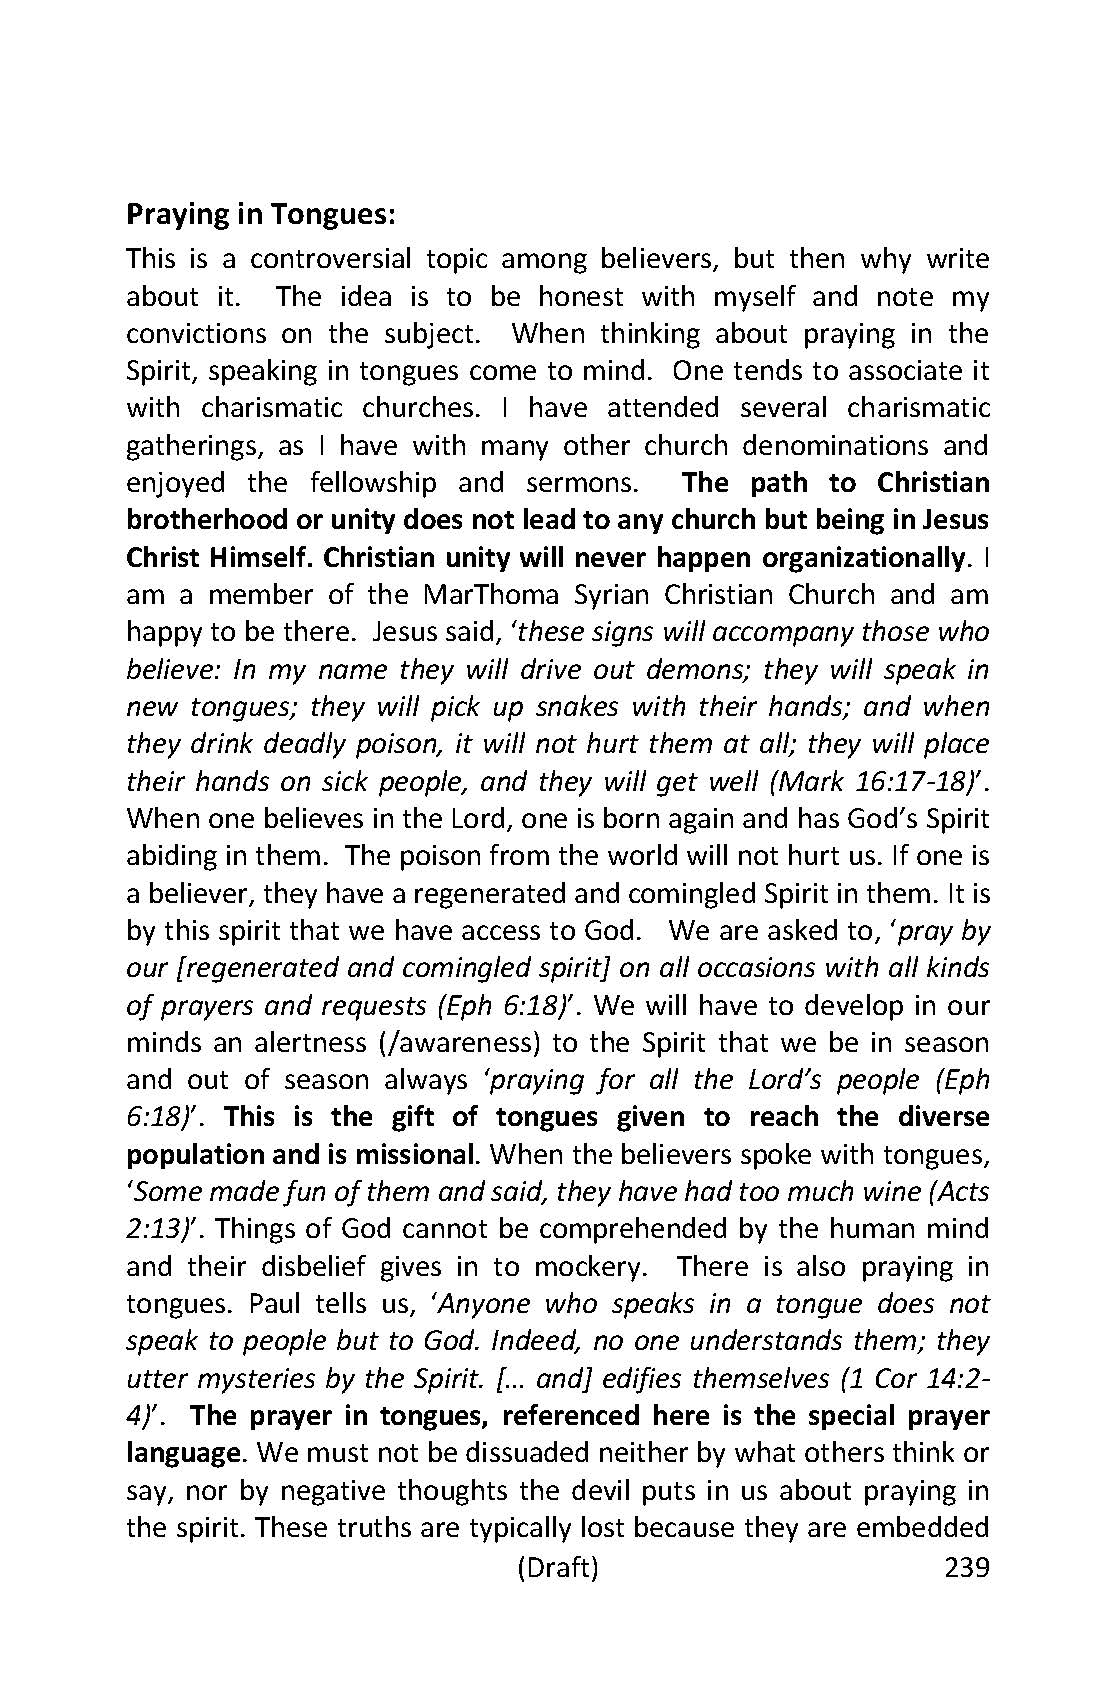 Praying in Tongues:
This is a controversial topic among believers, but then why write
about it.  The idea is to be honest with myself and note my
convictions on the subject.  When thinking about praying in the
Spirit, speaking in tongues come to mind.  One tends to associate it
with charismatic churches. I have attended several charismatic
gatherings, as I have with many other church denominations and
enjoyed the fellowship and sermons.  The path to Christian
brotherhood or unity does not lead to any church but being in Jesus
Christ Himself. Christian unity will never happen organizationally. I
am a member of the MarThoma Syrian Christian Church and am
happy to be there.  Jesus said, ‘these signs will accompany those who
believe: In my name they will drive out demons; they will speak in
new tongues; they will pick up snakes with their hands; and when
they drink deadly poison, it will not hurt them at all; they will place
their hands on sick people, and they will get well (Mark 16:17-18)’.
When one believes in the Lord, one is born again and has God’s Spirit
abiding in them.  The poison from the world will not hurt us. If one is
a believer, they have a regenerated and comingled Spirit in them. It is
by this spirit that we have access to God.   We are asked to, ‘pray by
our [regenerated and comingled spirit] on all occasions with all kinds
of prayers and requests (Eph 6:18)’. We will have to develop in our
minds an alertness (/awareness) to the Spirit that we be in season
and out of season always ‘praying for all the Lord’s people (Eph
6:18)’. This is the gift of tongues given to reach the diverse
population and is missional. When the believers spoke with tongues,
‘Some made fun of them and said, they have had too much wine (Acts
2:13)’. Things of God cannot be comprehended by the human mind
and their disbelief gives in to mockery.  There is also praying in
tongues. Paul tells us, ‘Anyone who speaks in a tongue does not
speak to people but to God. Indeed, no one understands them; they
utter mysteries by the Spirit. [… and] edifies themselves (1 Cor 14:2-
4)’.  The prayer in tongues, referenced here is the special prayer
language. We must not be dissuaded neither by what others think or
say, nor by negative thoughts the devil puts in us about praying in
the spirit. These truths are typically lost because they are embedded
(Draft) 239